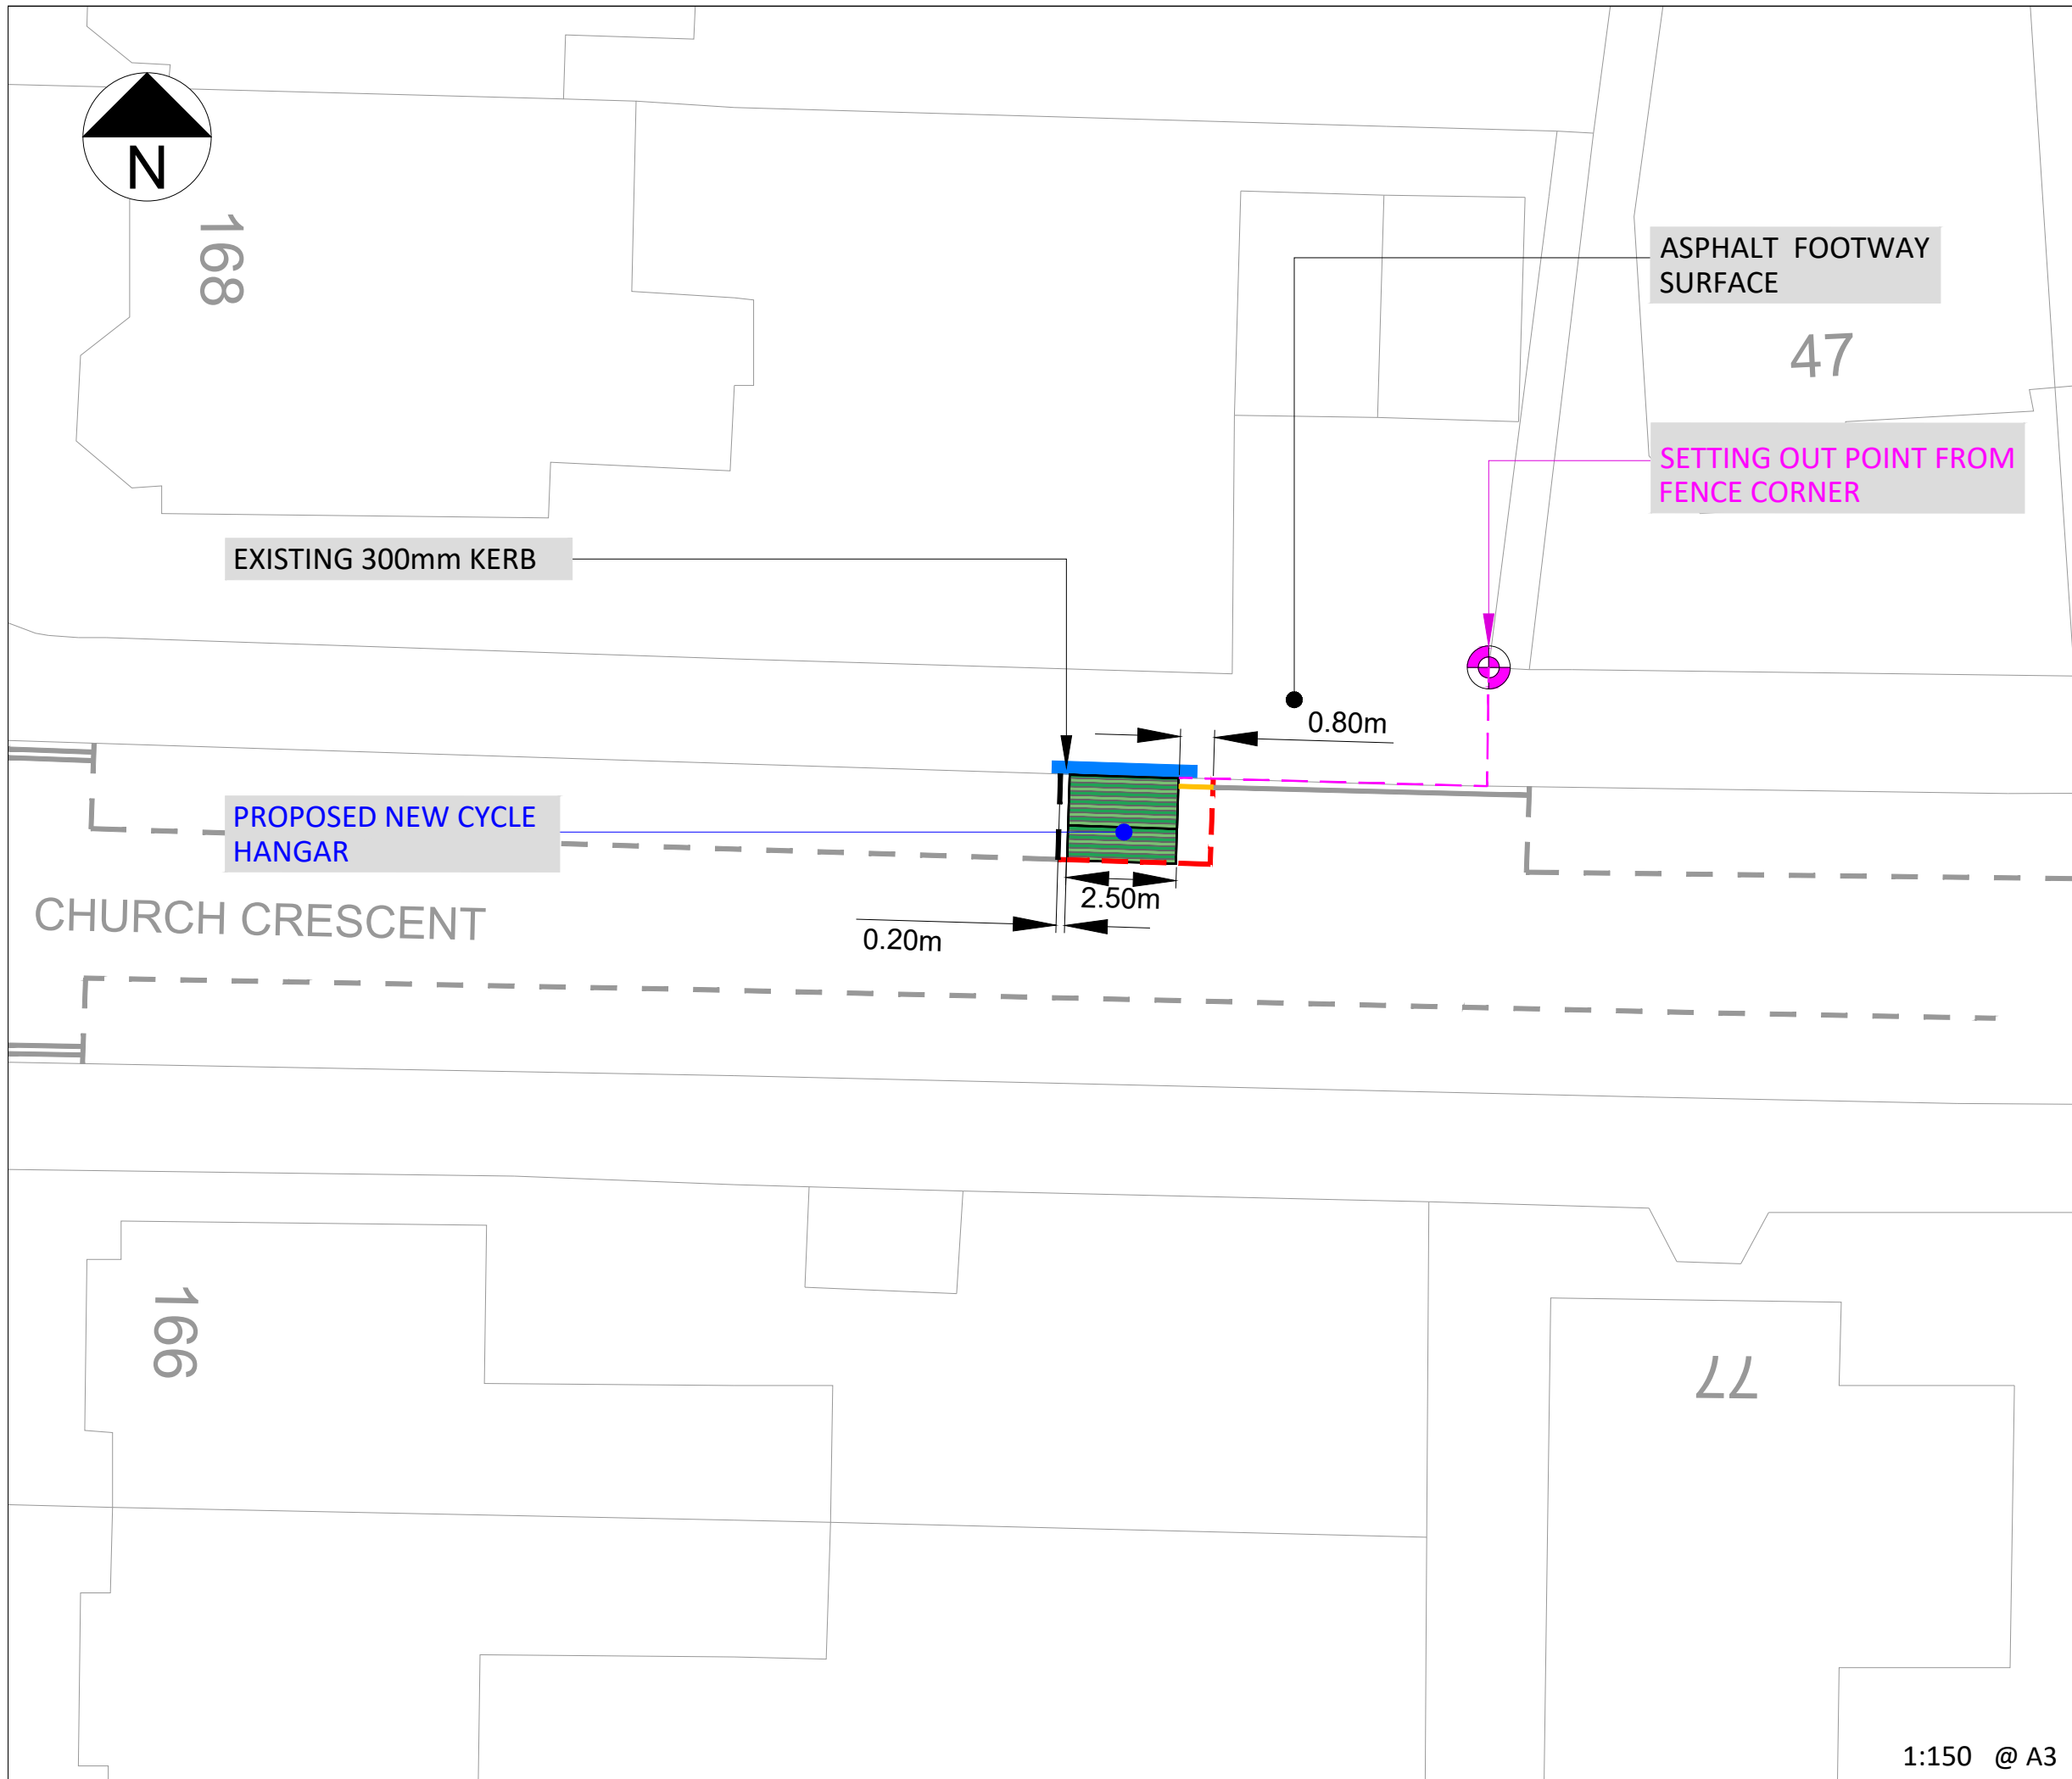 N
168
ASPHALT FOOTWAY
SURFACE
47
SETTING OUT POINT FROM
FENCE CORNER
EXISTING 300mm KERB
0.80m
PROPOSED NEW CYCLE
HANGAR
2.50m
CHURCH CRESCENT
0.20m
166
77
1:150 @ A3